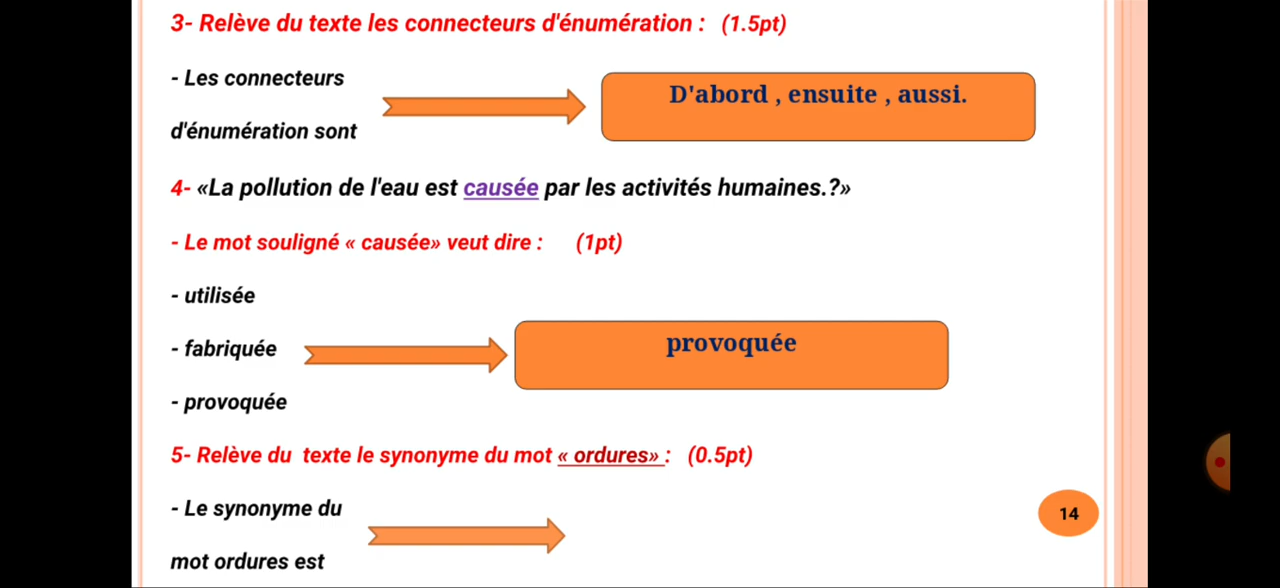 3- Relève du texte les connecteurs d'énumération : (1.5pt)
- Les connecteurs
d'énumération sont
D'abord , ensuite , aussi.
4- «La pollution de l'eau est causée par les activités humaines.?»
- Le mot souligné « causée» veut dire : (1pt)
- utilisée
- fabriquée
- provoquée
provoquée
5- Relève du texte le synonyme du mot « ordures» : (0.5pt)
- Le synonyme du
mot ordures est
14